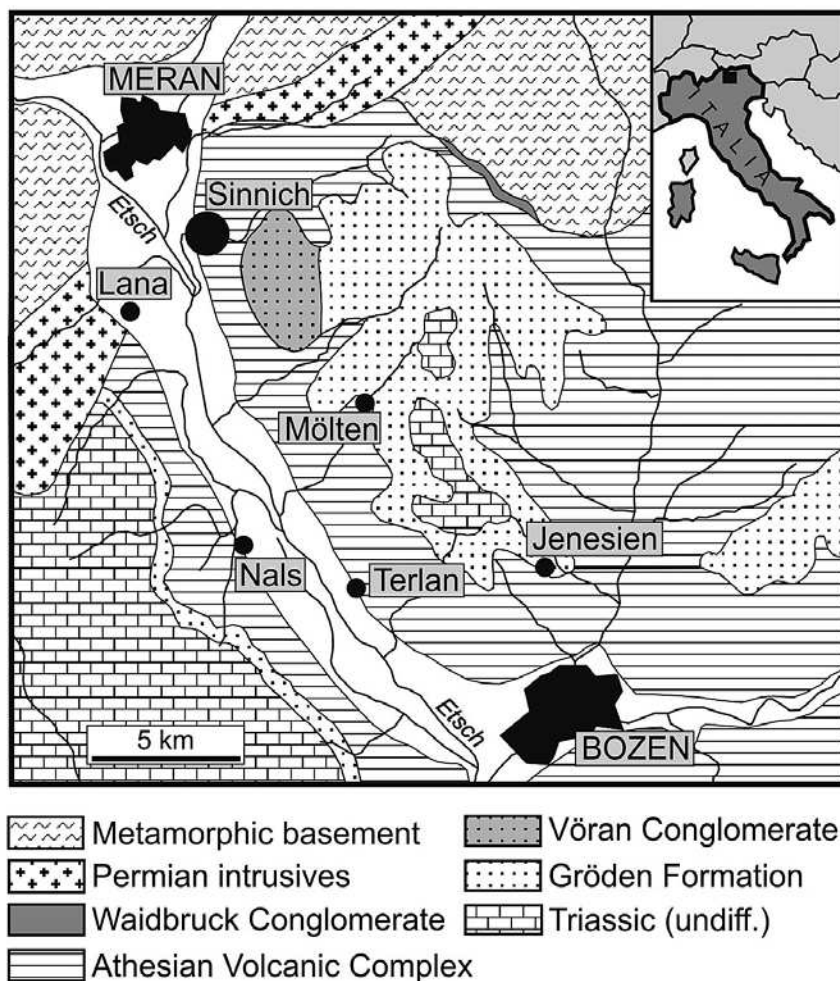 MERAN
Sinnich
Etsch
Lana
Mölten
Jenesien
Nals
Terlan
Etsch
BOZEN
5 km
ITALIA
Metamorphic basement
Permian intrusives
Waidbruck Conglomerate
Athesian Volcanic Complex
Vöran Conglomerate
Gröden Formation
Triassic (undiff.)